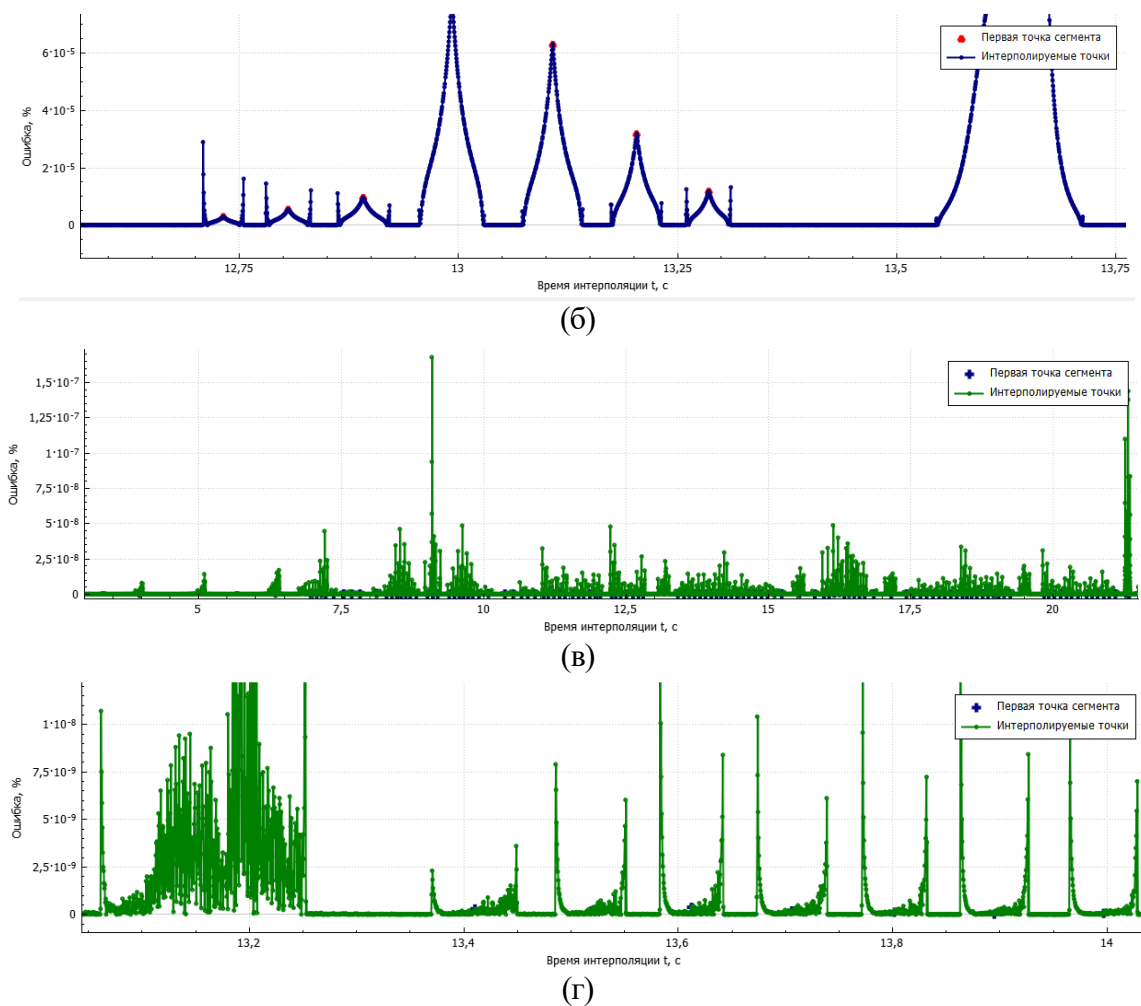 6·10⁻⁵
4·10⁻⁵
2·10⁻⁵
0
Ошибка, %
Первая точка сегмента
Интерполируемые точки
12,75 13 13,25 13,5 13,75
Время интерполяции t, с
(б)
1,5·10⁻⁷
1,25·10⁻⁷
1·10⁻⁷
7,5·10⁻⁸
5·10⁻⁸
2,5·10⁻⁸
0
Ошибка, %
Первая точка сегмента
Интерполируемые точки
5 7,5 10 12,5 15 17,5 20
Время интерполяции t, с
(в)
1·10⁻⁸
7,5·10⁻⁹
5·10⁻⁹
2,5·10⁻⁹
0
Ошибка, %
Первая точка сегмента
Интерполируемые точки
13,2 13,4 13,6 13,8 14
Время интерполяции t, с
(г)